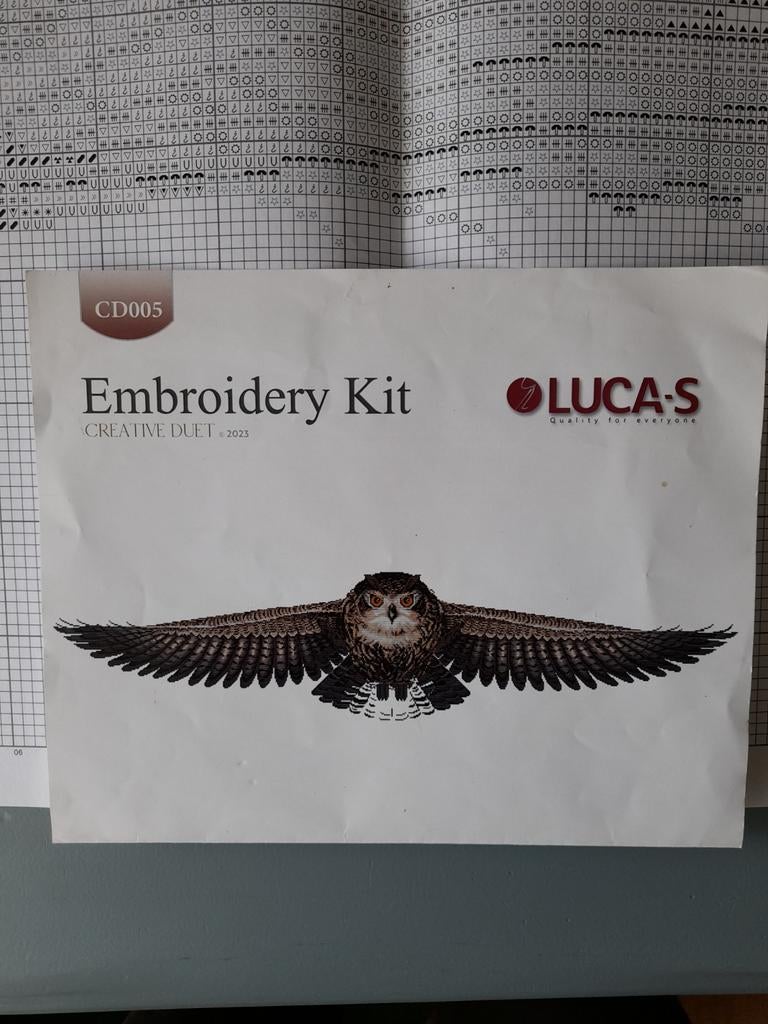 CD005
Embroidery Kit
CREATIVE DUET © 2023
LUCA-S
Quality for everyone
06